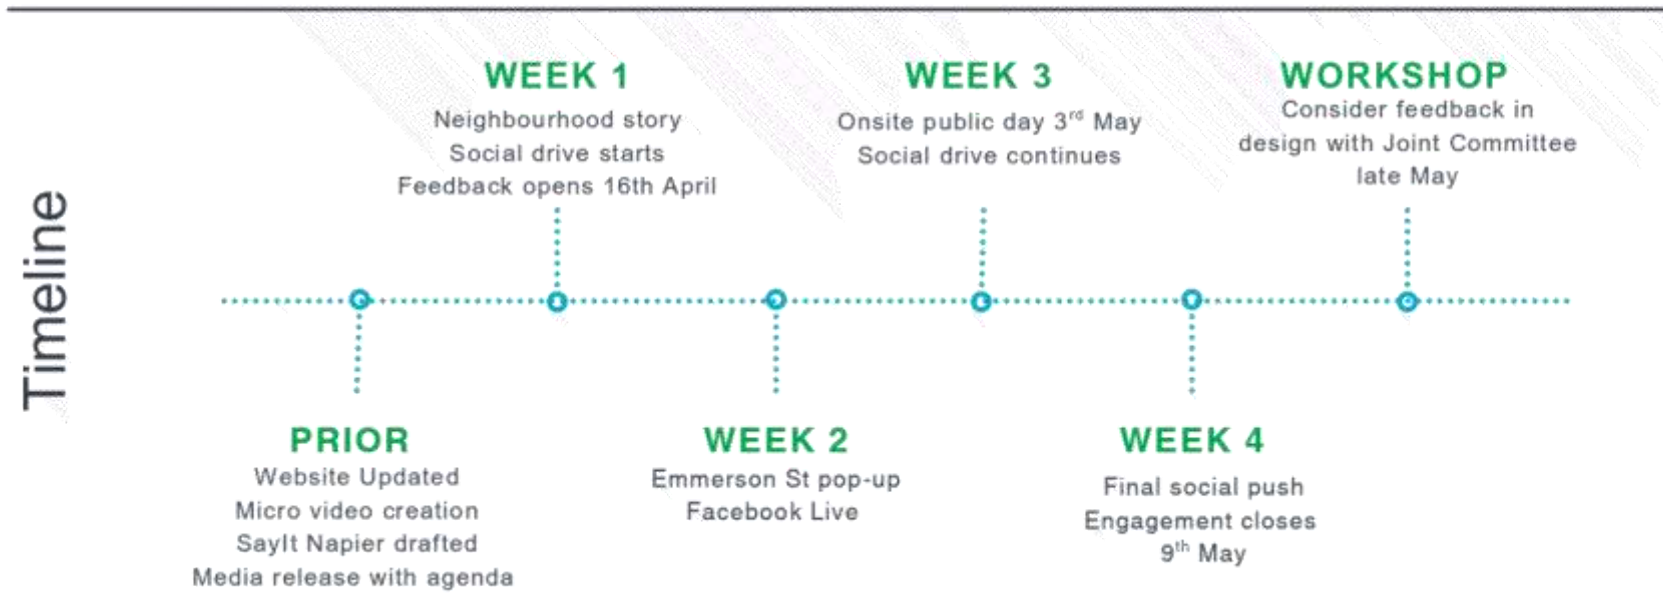 Timeline
WEEK 1
Neighbourhood story
Social drive starts
Feedback opens 16th April
WEEK 3
Onsite public day 3rd May
Social drive continues
WORKSHOP
Consider feedback in
design with Joint Committee
late May
PRIOR
Website Updated
Micro video creation
SayIt Napier drafted
Media release with agenda
WEEK 2
Emmerson St pop-up
Facebook Live
WEEK 4
Final social push
Engagement closes
9th May